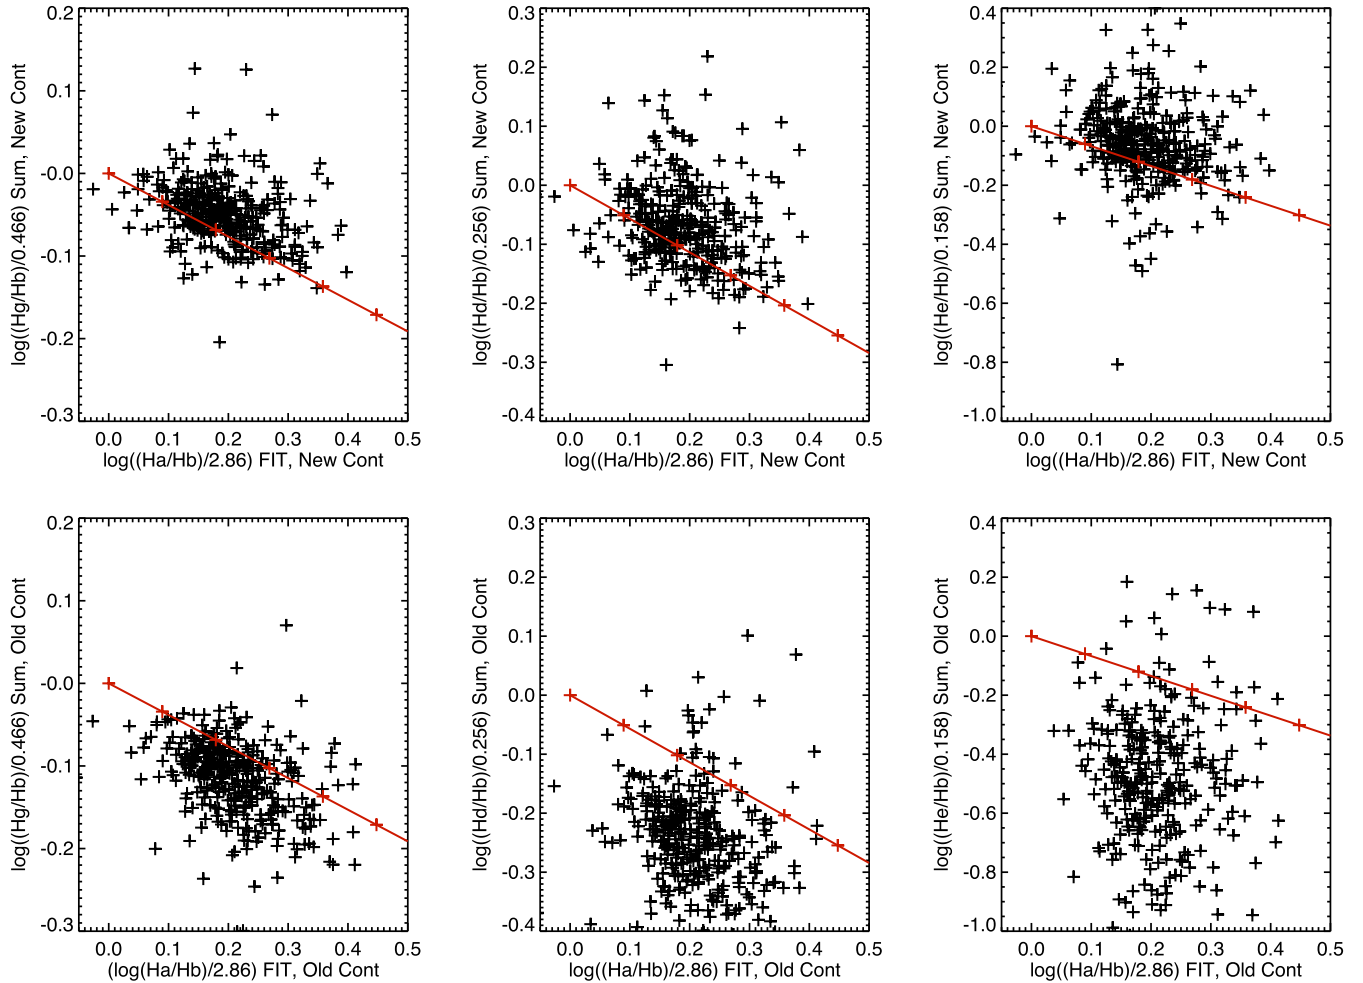 0.2
0.1
-0.0
-0.1
-0.2
-0.3
log((Hg/Hb)/0.466) Sum, New Cont
0.0 0.1 0.2 0.3 0.4 0.5
log((Ha/Hb)/2.86) FIT, New Cont
0.3
0.2
0.1
0.0
-0.1
-0.2
-0.3
-0.4
log((Hd/Hb)/0.256) Sum, New Cont
0.0 0.1 0.2 0.3 0.4 0.5
log((Ha/Hb)/2.86) FIT, New Cont
0.4
0.2
0.0
-0.2
-0.4
-0.6
-0.8
-1.0
log((He/Hb)/0.158) Sum, New Cont
0.0 0.1 0.2 0.3 0.4 0.5
log((Ha/Hb)/2.86) FIT, New Cont
0.2
0.1
-0.0
-0.1
-0.2
-0.3
log((Hg/Hb)/0.466) Sum, Old Cont
0.0 0.1 0.2 0.3 0.4 0.5
(log(Ha/Hb)/2.86) FIT, Old Cont
0.3
0.2
0.1
0.0
-0.1
-0.2
-0.3
-0.4
log((Hd/Hb)/0.256) Sum, Old Cont
0.0 0.1 0.2 0.3 0.4 0.5
log((Ha/Hb)/2.86) FIT, Old Cont
0.4
0.2
0.0
-0.2
-0.4
-0.6
-0.8
-1.0
log((He/Hb)/0.158) Sum, Old Cont
0.0 0.1 0.2 0.3 0.4 0.5
log((Ha/Hb)/2.86) FIT, Old Cont